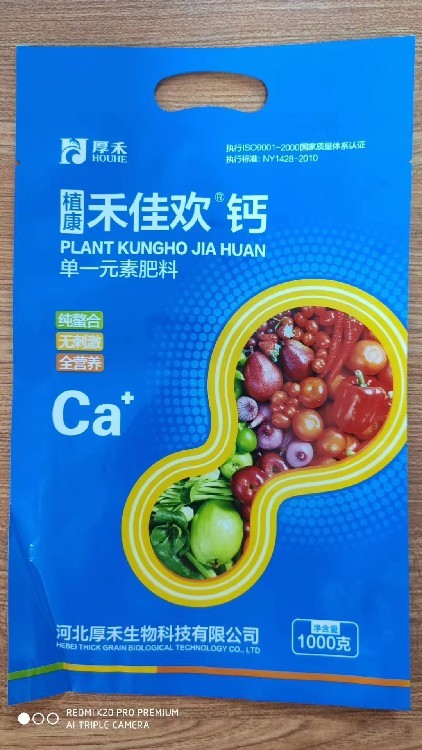 厚禾
HOUHE
执行ISO9001-2000国家质量体系认证
执行标准: NY1428-2010
植康 禾佳欢® 钙
PLANT KUNGHO JIA HUAN
单一元素肥料
纯螯合
无刺激
全营养
Ca+
河北厚禾生物科技有限公司
HEBEI THICK GRAIN BIOLOGICAL TECHNOLOGY CO., LTD
净含量
1000克
REDMI K20 PRO PREMIUM
AI TRIPLE CAMERA